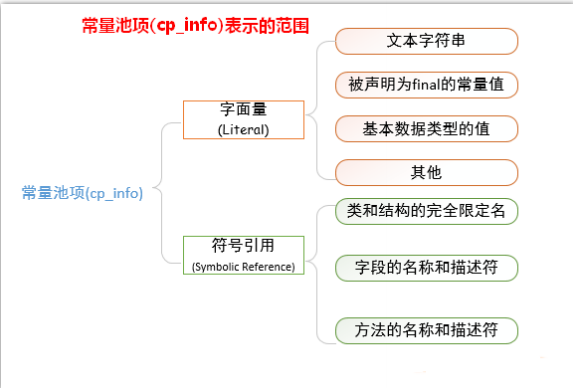 常量池项(cp_info)表示的范围
文本字符串
被声明为final的常量值
字面量
(Literal)
基本数据类型的值
其他
常量池项(cp_info)
类和结构的完全限定名
符号引用
(Symbolic Reference)
字段的名称和描述符
方法的名称和描述符